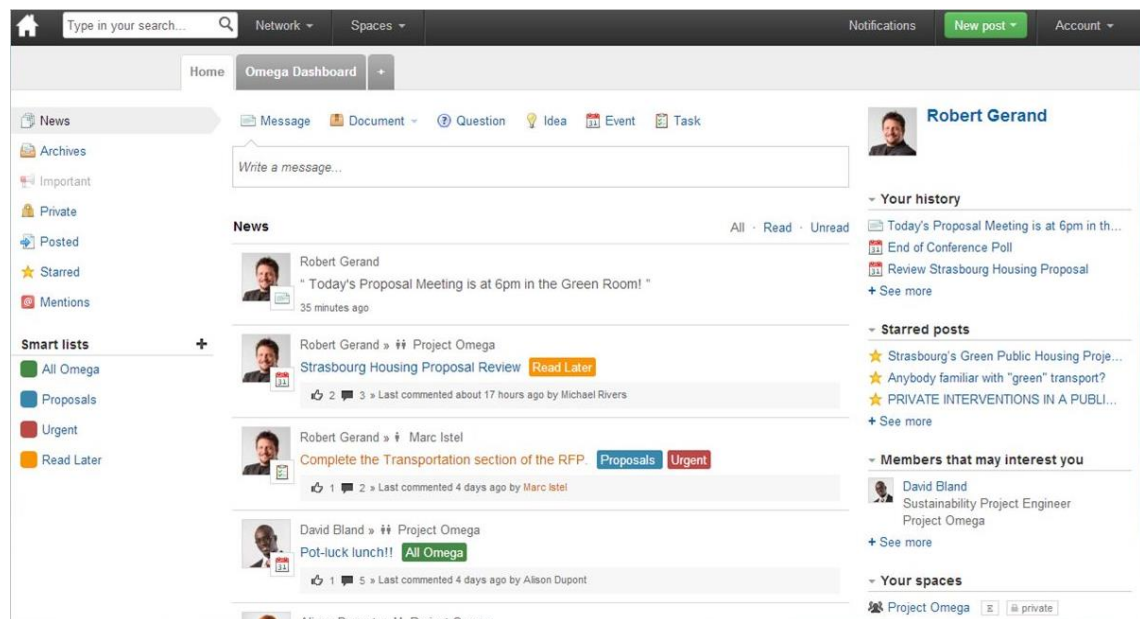 Type in your search... Network Spaces Notifications New post Account
Home Omega Dashboard +
News
Archives
Important
Private
Posted
Starred
Mentions
Smart lists +
All Omega
Proposals
Urgent
Read Later
Message Document Question Idea Event Task
Write a message...
News All · Read · Unread
Robert Gerand
" Today's Proposal Meeting is at 6pm in the Green Room! "
35 minutes ago
Robert Gerand » Project Omega
Strasbourg Housing Proposal Review Read Later
2 3 » Last commented about 17 hours ago by Michael Rivers
Robert Gerand » Marc Istel
Complete the Transportation section of the RFP. Proposals Urgent
1 2 » Last commented 4 days ago by Marc Istel
David Bland » Project Omega
Pot-luck lunch!! All Omega
1 5 » Last commented 4 days ago by Alison Dupont
Robert Gerand
Your history
Today's Proposal Meeting is at 6pm in th...
End of Conference Poll
Review Strasbourg Housing Proposal
+ See more
Starred posts
Strasbourg's Green Public Housing Proje...
Anybody familiar with "green" transport?
PRIVATE INTERVENTIONS IN A PUBLI...
+ See more
Members that may interest you
David Bland
Sustainability Project Engineer
Project Omega
+ See more
Your spaces
Project Omega private